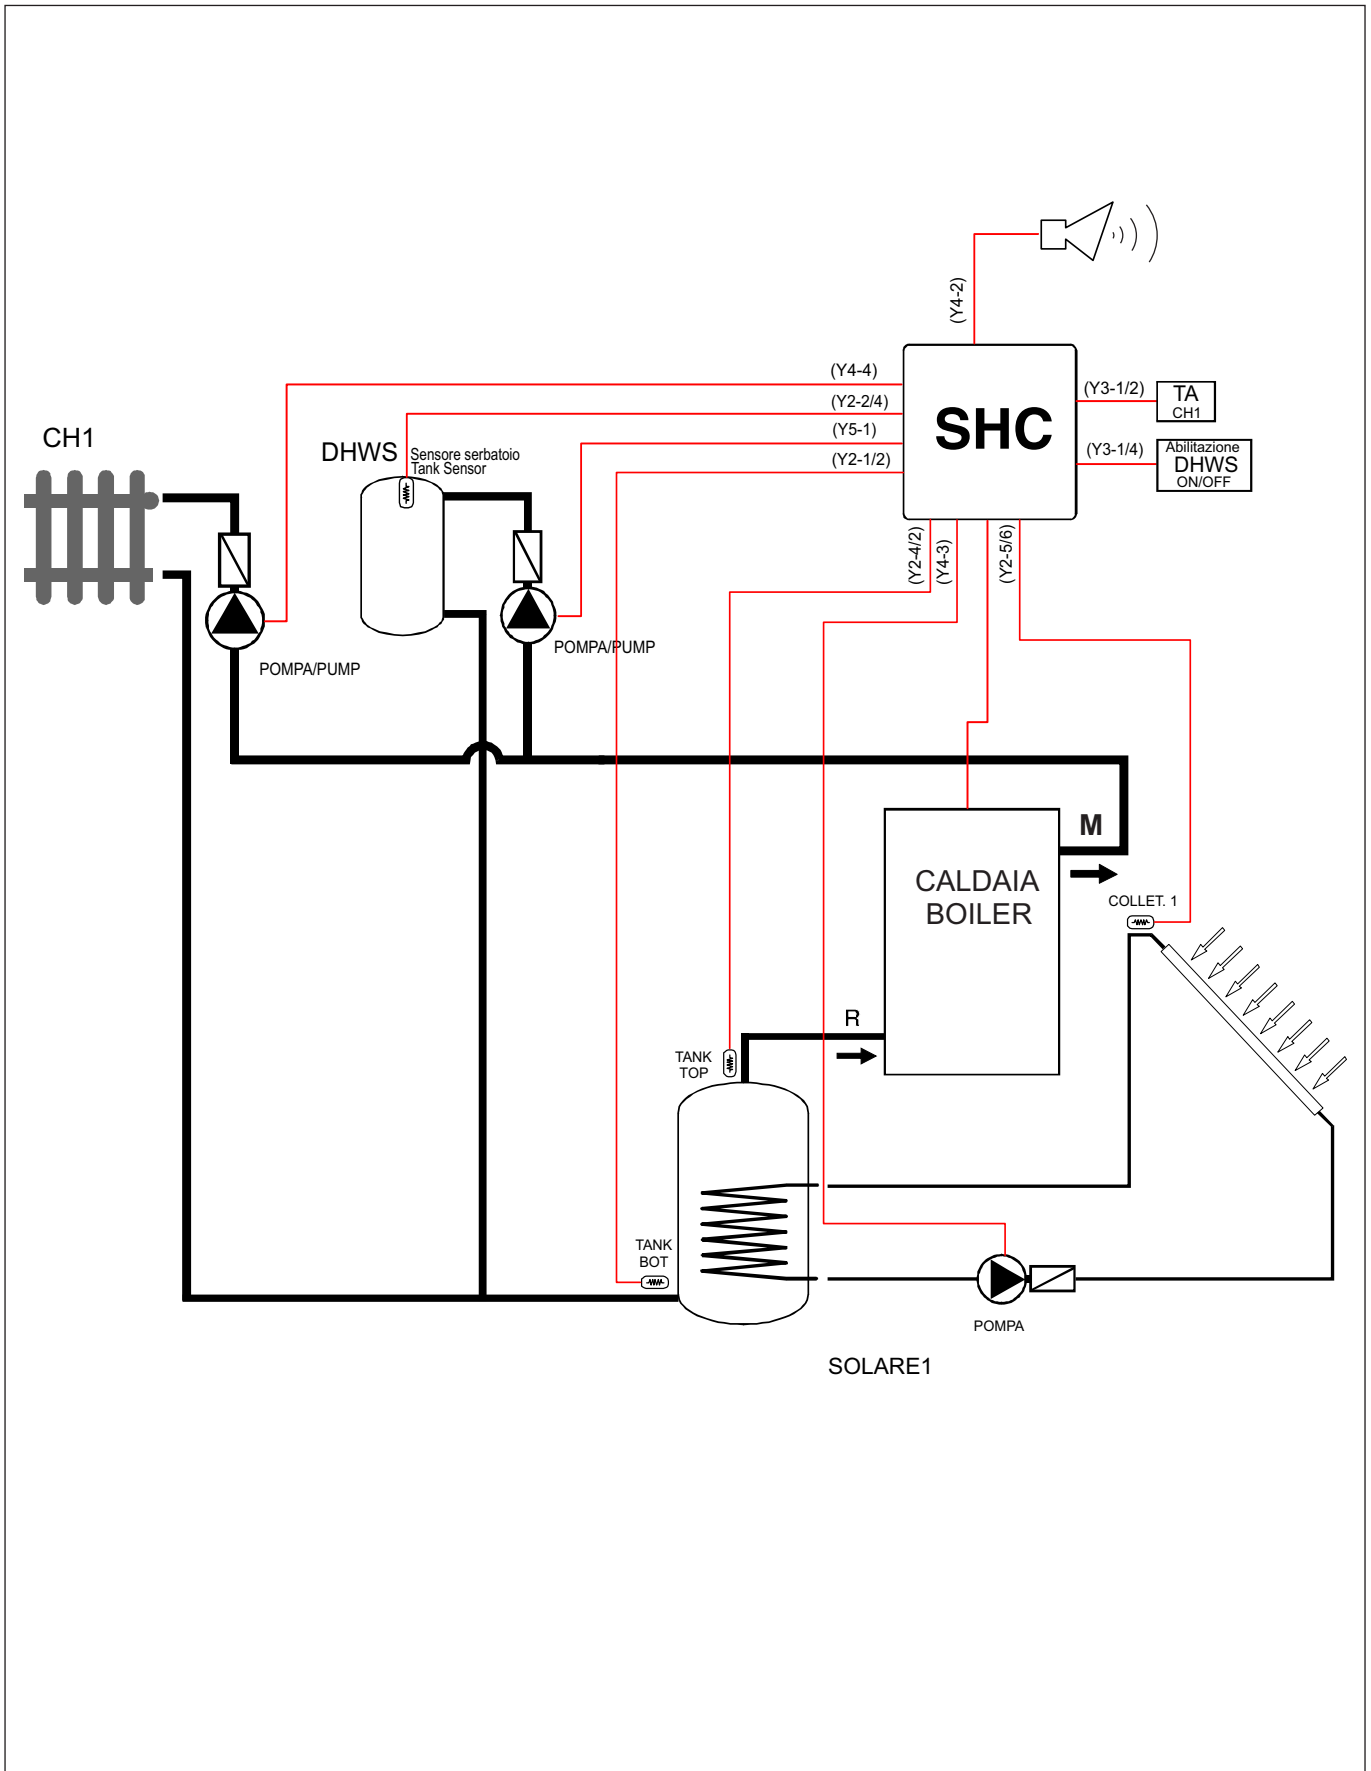 (Y4-2)
(Y4-4)
(Y2-2/4)
(Y5-1)
(Y2-1/2)
SHC
(Y3-1/2)
TA
CH1
(Y3-1/4)
Abilitazione
DHWS
ON/OFF
CH1
DHWS
Sensore serbatoio
Tank Sensor
(Y2-4/2)
(Y4-3)
(Y2-5/6)
POMPA/PUMP
POMPA/PUMP
M
CALDAIA
BOILER
COLLET. 1
R
TANK
TOP
TANK
BOT
POMPA
SOLARE1